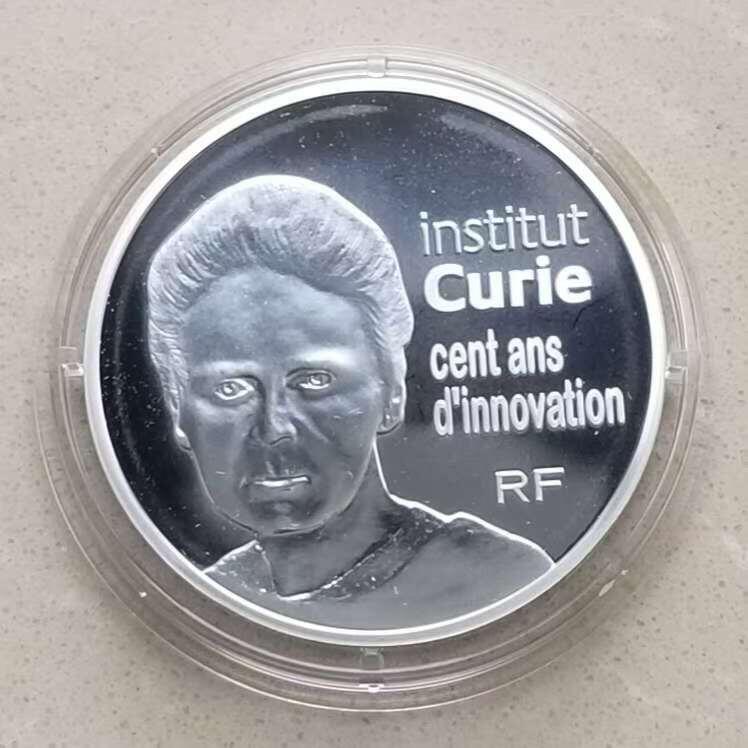 institut
Curie
cent ans
d'innovation
RF